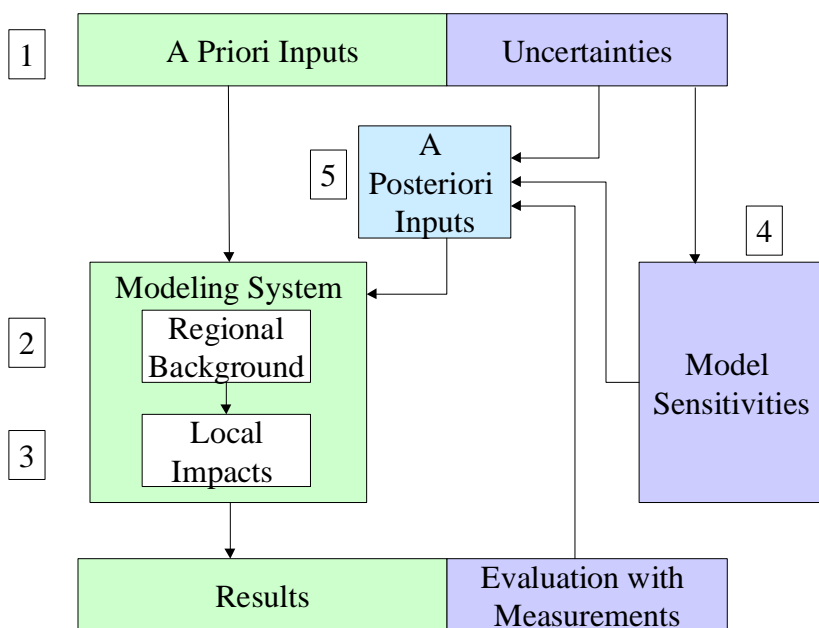 1
A Priori Inputs
Uncertainties
5
A
Posteriori
Inputs
4
Modeling System
2
Regional
Background
Model
Sensitivities
3
Local
Impacts
Results
Evaluation with
Measurements